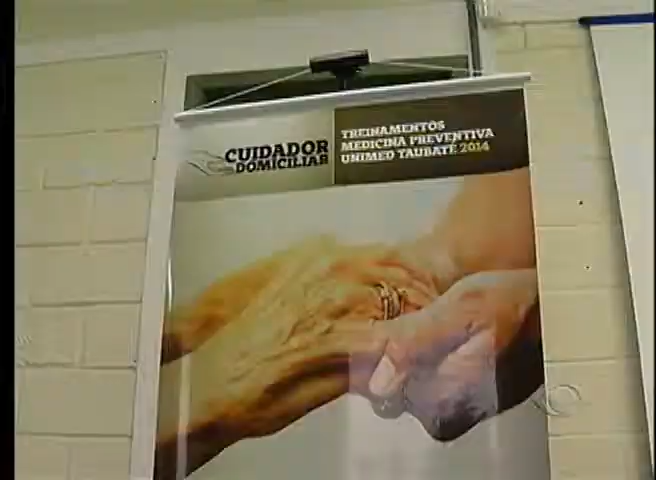 CUIDADOR
DOMICILIAR
TREINAMENTOS
MEDICINA PREVENTIVA
UNIMED TAUBATÉ 2014